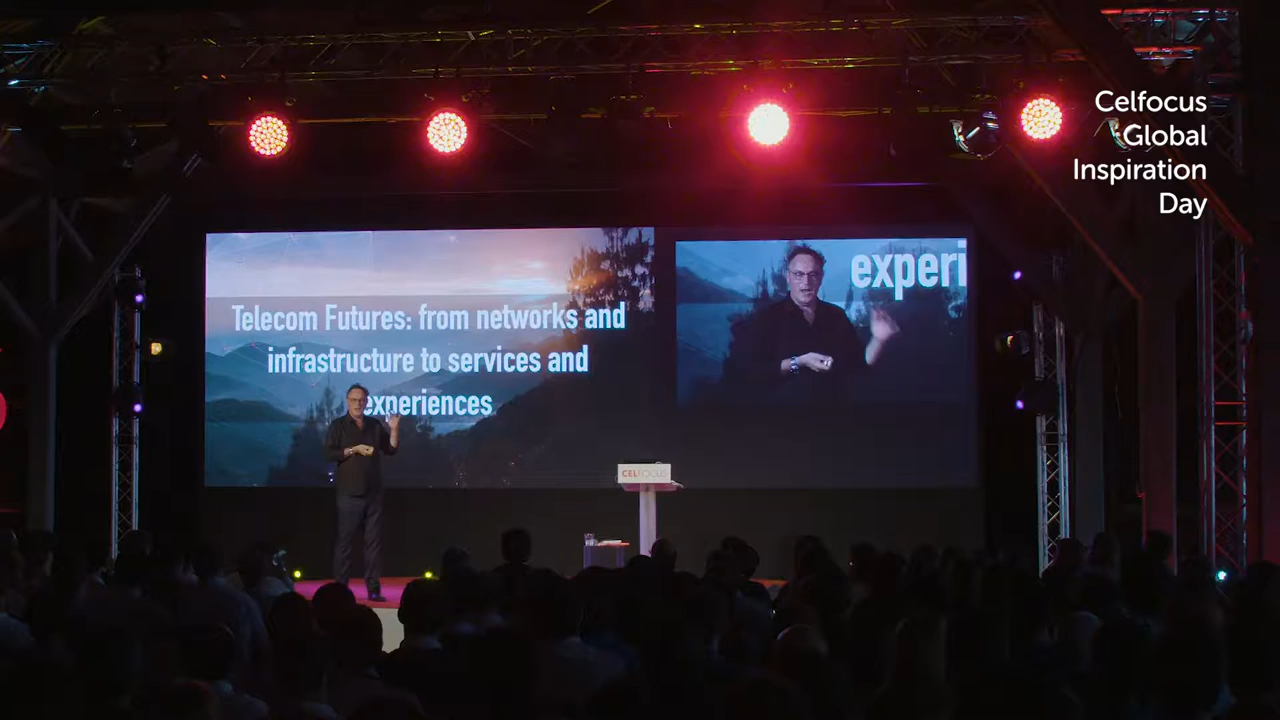 Celfocus
Global
Inspiration
Day
Telecom Futures: from networks and
infrastructure to services and
experiences
experi
CELFOCUS